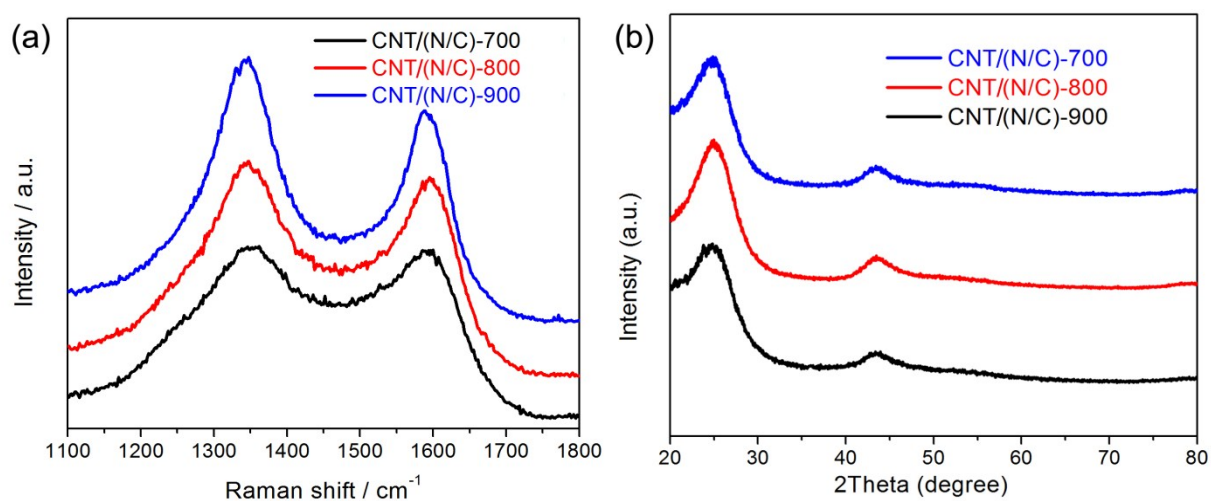 (a)
CNT/(N/C)-700
CNT/(N/C)-800
CNT/(N/C)-900
Intensity / a.u.
1100 1200 1300 1400 1500 1600 1700 1800
Raman shift / cm⁻¹
(b)
CNT/(N/C)-700
CNT/(N/C)-800
CNT/(N/C)-900
Intensity (a.u.)
20 30 40 50 60 70 80
2Theta (degree)